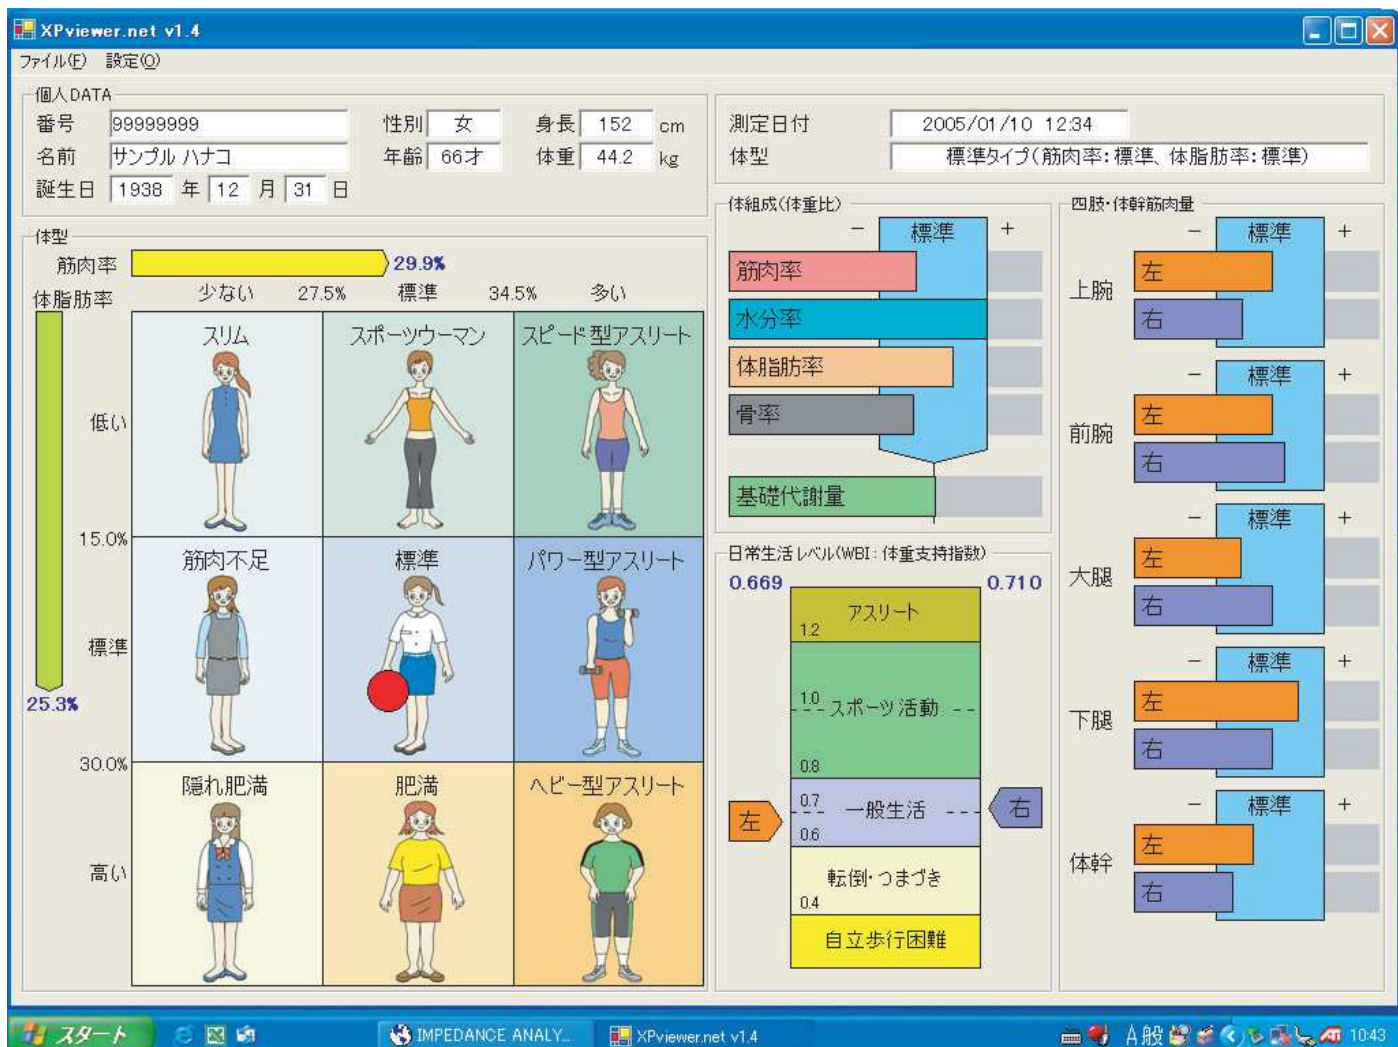 XPviewer.net v1.4
ファイル(F) 設定(O)
個人DATA
番号 99999999 性別 女 身長 152 cm
名前 サンプル ハナコ 年齢 66才 体重 44.2 kg
誕生日 1938 年 12 月 31 日
測定日付 2005/01/10 12:34
体型 標準タイプ(筋肉率:標準、体脂肪率:標準)
体型
筋肉率 29.9%
体脂肪率 少ない 27.5% 標準 34.5% 多い
スリム スポーツウーマン スピード型アスリート
低い
15.0%
筋肉不足 標準 パワー型アスリート
標準
25.3%
30.0%
隠れ肥満 肥満 ヘビー型アスリート
高い
体組成(体重比)
- 標準 +
筋肉率
水分率
体脂肪率
骨率
基礎代謝量
日常生活レベル(WBI:体重支持指数)
0.669 0.710
アスリート
1.2
1.0 スポーツ活動
0.8
0.7 一般生活
左 右
0.6
転倒・つまづき
0.4
自立歩行困難
四肢・体幹筋肉量
- 標準 +
上腕
左
右
- 標準 +
前腕
左
右
- 標準 +
大腿
左
右
- 標準 +
下腿
左
右
- 標準 +
体幹
左
右
スタート IMPEDANCE ANALY... XPviewer.net v1.4 A般 ATI 10:43